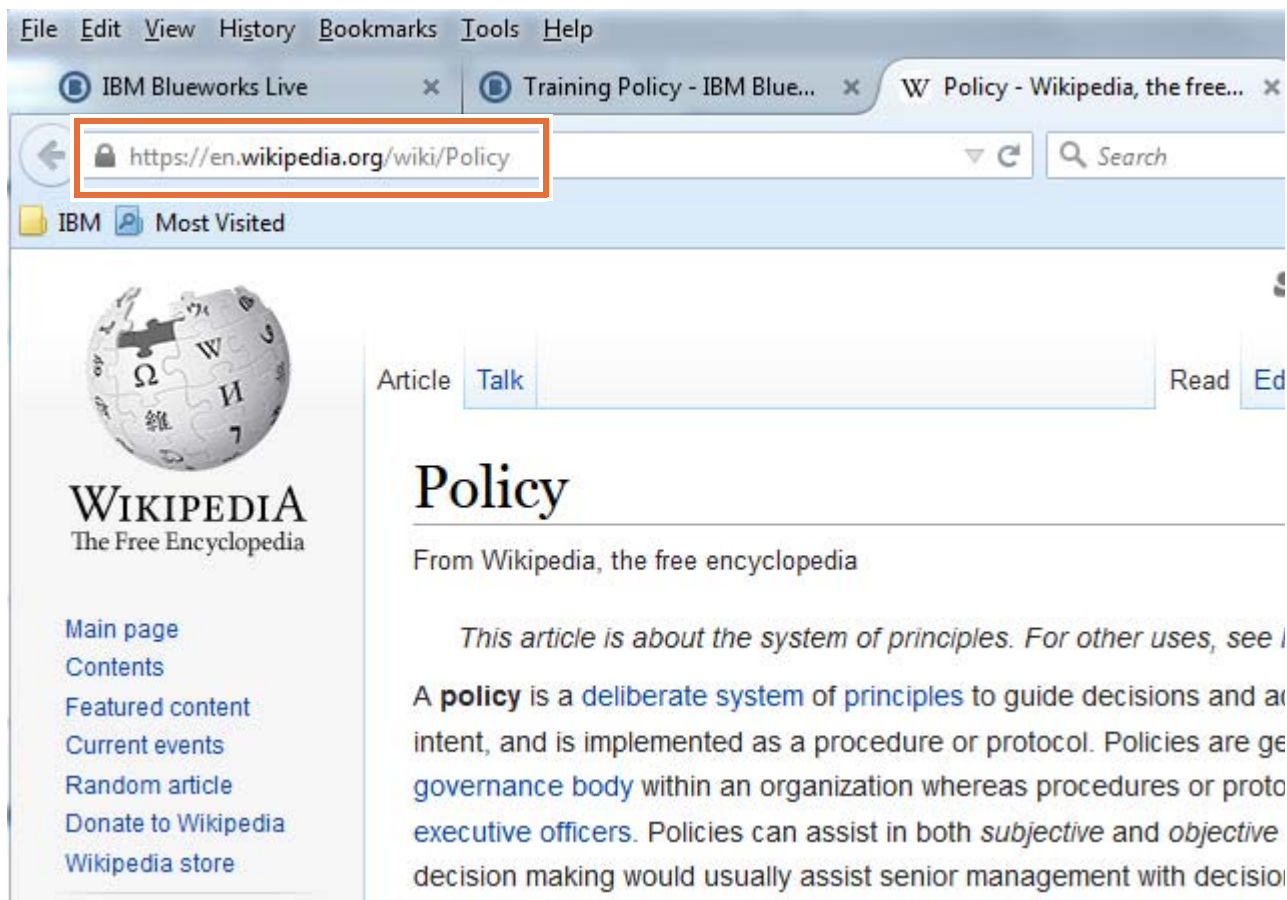 File Edit View History Bookmarks Tools Help
IBM Blueworks Live Training Policy - IBM Blue... Policy - Wikipedia, the free...
https://en.wikipedia.org/wiki/Policy Search
IBM Most Visited
Article Talk Read
WIKIPEDIA
The Free Encyclopedia
Main page
Contents
Featured content
Current events
Random article
Donate to Wikipedia
Wikipedia store
Policy
From Wikipedia, the free encyclopedia
This article is about the system of principles. For other uses, see
A policy is a deliberate system of principles to guide decisions and
intent, and is implemented as a procedure or protocol. Policies are
governance body within an organization whereas procedures or
executive officers. Policies can assist in both subjective and objective
decision making would usually assist senior management with